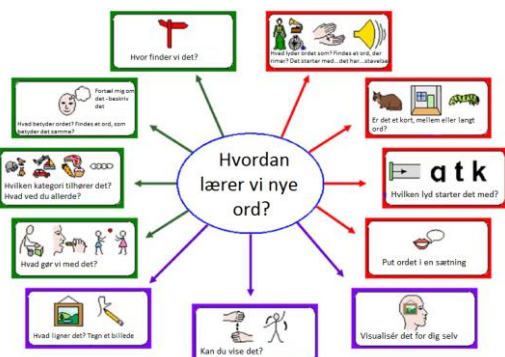 Hvordan
lærer vi nye
ord?
Hvor finder vi det?
Hvad lyder ordet som? Findes et ord, der
rimer? Det starter med...det har...stavelse
Fortæl mig om
det - beskriv
det
Hvad betyder ordet? Findes et ord, som
betyder det samme?
Er det et kort, mellem eller langt
ord?
Hvilken kategori tilhører det?
Hvad ved du allerede?
a t k
Hvilken lyd starter det med?
Hvad gør vi med det?
Put ordet i en sætning
Hvad ligner det? Tegn et billede
Kan du vise det?
Visualisér det for dig selv